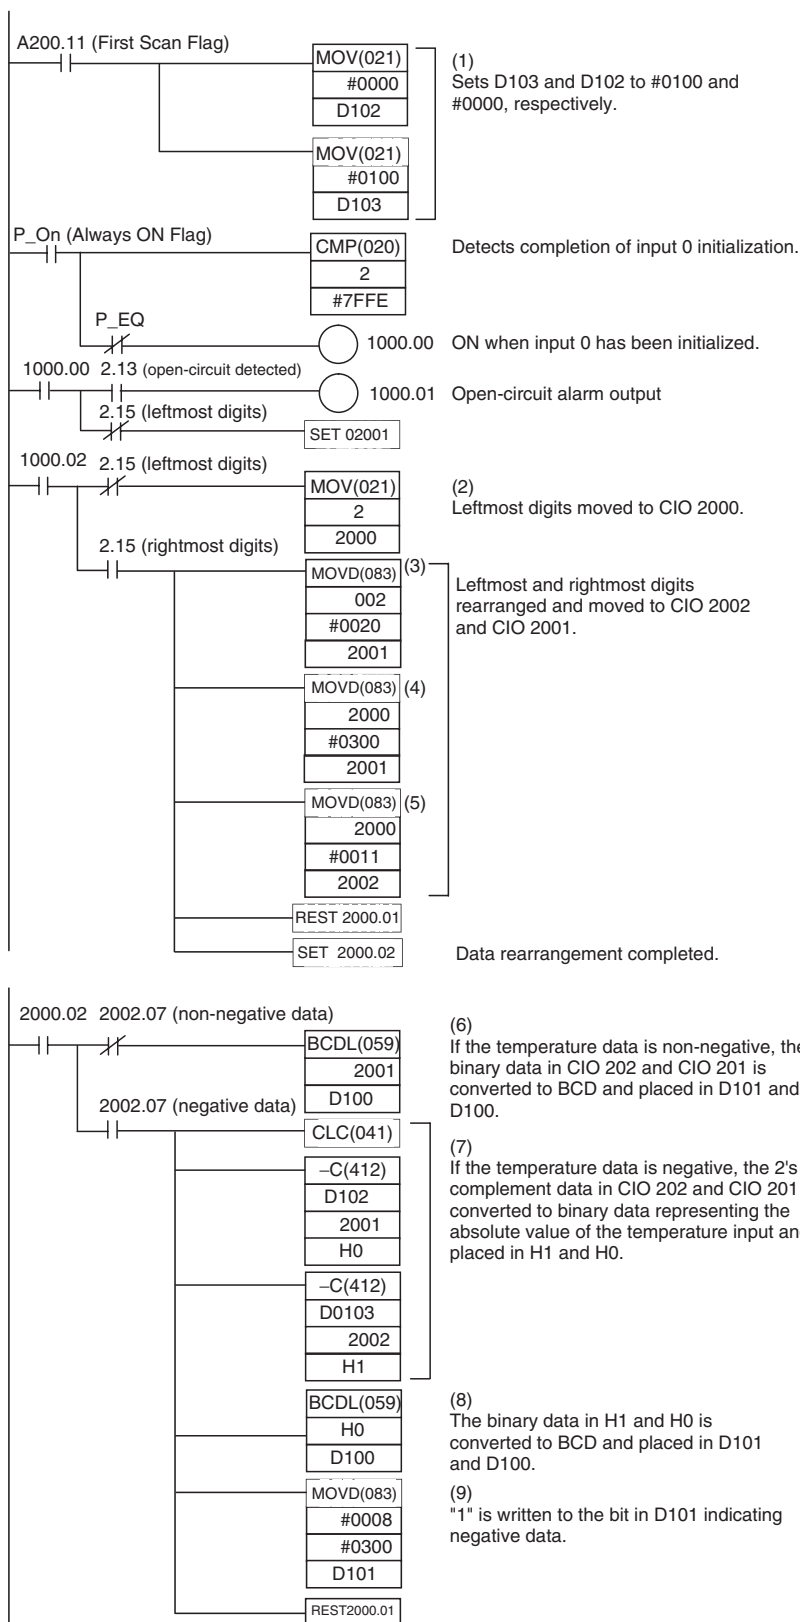 A200.11 (First Scan Flag)
MOV(021)
#0000
D102
(1)
Sets D103 and D102 to #0100 and
#0000, respectively.
MOV(021)
#0100
D103
P_On (Always ON Flag)
CMP(020)
2
#7FFE
Detects completion of input 0 initialization.
P_EQ
1000.00
ON when input 0 has been initialized.
1000.00 2.13 (open-circuit detected)
1000.01
Open-circuit alarm output
2.15 (leftmost digits)
SET 02001
1000.02 2.15 (leftmost digits)
MOV(021)
2
2000
(2)
Leftmost digits moved to CIO 2000.
2.15 (rightmost digits)
MOVD(083) (3)
002
#0020
2001
Leftmost and rightmost digits
rearranged and moved to CIO 2002
and CIO 2001.
MOVD(083) (4)
2000
#0300
2001
MOVD(083) (5)
2000
#0011
2002
REST 2000.01
SET 2000.02
Data rearrangement completed.
2000.02 2002.07 (non-negative data)
BCDL(059)
2001
D100
(6)
If the temperature data is non-negative, the
binary data in CIO 202 and CIO 201 is
converted to BCD and placed in D101 and
D100.
2002.07 (negative data)
CLC(041)
(7)
If the temperature data is negative, the 2's
complement data in CIO 202 and CIO 201
converted to binary data representing the
absolute value of the temperature input an
placed in H1 and H0.
–C(412)
D102
2001
H0
–C(412)
D0103
2002
H1
BCDL(059)
H0
D100
(8)
The binary data in H1 and H0 is
converted to BCD and placed in D101
and D100.
MOVD(083)
#0008
#0300
D101
(9)
"1" is written to the bit in D101 indicating
negative data.
REST2000.01